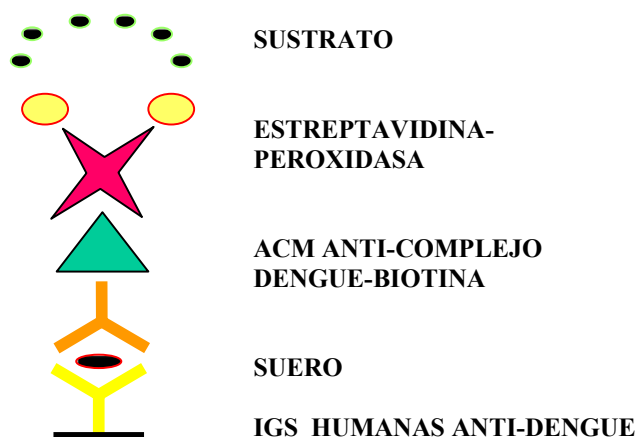 SUSTRATO
ESTREPTAVIDINA-
PEROXIDASA
ACM ANTI-COMPLEJO
DENGUE-BIOTINA
SUERO
IGS HUMANAS ANTI-DENGUE